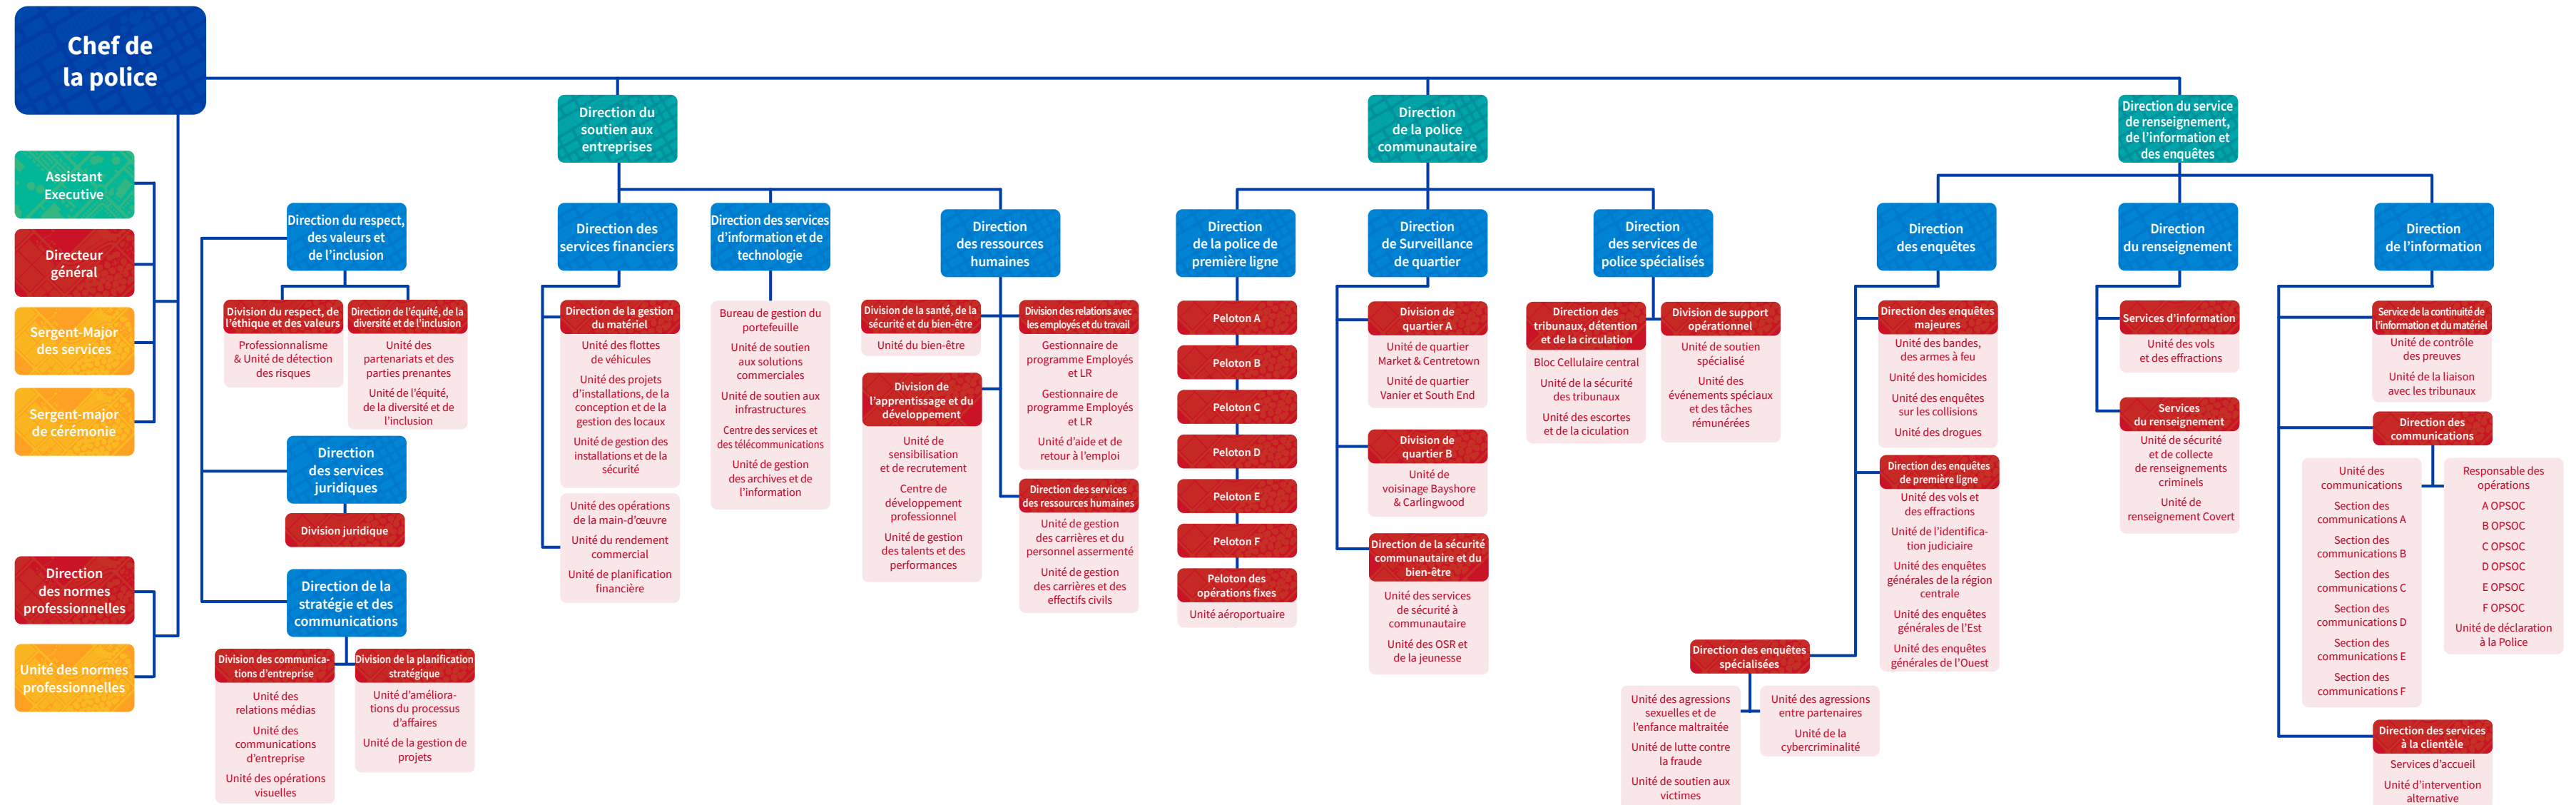 Chef de
la police
Assistant
Executive
Directeur
général
Sergent-Major
des services
Sergent-major
de cérémonie
Direction
des normes
professionnelles
Unité des normes
professionnelles
Direction du respect,
des valeurs et
de l'inclusion
Division du respect, de
l'éthique et des valeurs
Professionnalisme
& Unité de détection
des risques
Direction de l'équité, de la
diversité et de l'inclusion
Unité des
partenariats et des
parties prenantes
Unité de l'équité,
de la diversité et de
l'inclusion
Direction
des services
juridiques
Division juridique
Direction de la
stratégie et des
communications
Division des communica-
tions d'entreprise
Unité des
relations médias
Unité des
communications
d'entreprise
Unité des opérations
visuelles
Division de la planification
stratégique
Unité d'améliora-
tions du processus
d'affaires
Unité de la gestion de
projets
Direction du
soutien aux
entreprises
Direction des
services financiers
Direction de la gestion
du matériel
Unité des flottes
de véhicules
Unité des projets
d'installations, de la
conception et de la
gestion des locaux
Unité de gestion des
installations et de la
sécurité
Unité des opérations
de la main-d'œuvre
Unité du rendement
commercial
Unité de planification
financière
Direction des services
d'information et de
technologie
Bureau de gestion du
portefeuille
Unité de soutien
aux solutions
commerciales
Unité de soutien aux
infrastructures
Centre des services et
des télécommunications
Unité de gestion
des archives et de
l'information
Direction
des ressources
humaines
Division de la santé, de la
sécurité et du bien-être
Unité du bien-être
Division de
l'apprentissage et du
développement
Unité de
sensibilisation
et de recrutement
Centre de
développement
professionnel
Unité de gestion
des talents et des
performances
Division des relations avec
les employés et du travail
Gestionnaire de
programme Employés
et LR
Gestionnaire de
programme Employés
et LR
Unité d'aide et de
retour à l'emploi
Direction des services
des ressources humaines
Unité de gestion
des carrières et du
personnel assermenté
Unité de gestion
des carrières et des
effectifs civils
Direction
de la police
communautaire
Direction
de la police de
première ligne
Peloton A
Peloton B
Peloton C
Peloton D
Peloton E
Peloton F
Peloton des
opérations fixes
Unité aéroportuaire
Direction
de Surveillance
de quartier
Division de
quartier A
Unité de quartier
Market & Centretown
Unité de quartier
Vanier et South End
Division de
quartier B
Unité de
voisinage Bayshore
& Carlingwood
Direction de la sécurité
communautaire et du
bien-être
Unité des services
de sécurité à
communautaire
Unité des OSR et
de la jeunesse
Direction
des services de
police spécialisés
Direction des
tribunaux, détention
et de la circulation
Bloc Cellulaire central
Unité de la sécurité
des tribunaux
Unité des escortes
et de la ciculation
Division de support
opérationnel
Unité de soutien
spécialisé
Unité des
événements spéciaux
et des tâches
rémunérées
Direction du service
de renseignement,
de l'information et
des enquêtes
Direction
des enquêtes
Direction des enquêtes
majeures
Unité des bandes,
des armes à feu
Unité des homicides
Unité des enquêtes
sur les collisions
Unité des drogues
Direction des enquêtes
de première ligne
Unité des vols et
des effractions
Unité de l'identifica-
tion judiciaire
Unité des enquêtes
générales de la région
centrale
Unité des enquêtes
générales de l'Est
Unité des enquêtes
générales de l'Ouest
Direction des enquêtes
spécialisées
Unité des agressions
sexuelles et de
l'enfance maltraitée
Unité de lutte contre
la fraude
Unité de soutien aux
victimes
Unité des agressions
entre partenaires
Unité de la
cybercriminalité
Direction
du renseignement
Services d'information
Unité des vols
et des effractions
Services
du renseignement
Unité de sécurité
et de collecte
de renseignements
criminels
Unité de
renseignement Covert
Direction
de l'information
Service de la continuité de
l'information et du matériel
Unité de contrôle
des preuves
Unité de la liaison
avec les tribunaux
Direction des
communications
Unité des
communications
Section des
communications A
Section des
communications B
Section des
communications C
Section des
communications D
Section des
communications E
Section des
communications F
Responsable des
opérations
A OPSOC
B OPSOC
C OPSOC
D OPSOC
E OPSOC
F OPSOC
Unité de déclaration
à la Police
Direction des services
à la clientèle
Services d'accueil
Unité d'intervention
alternative